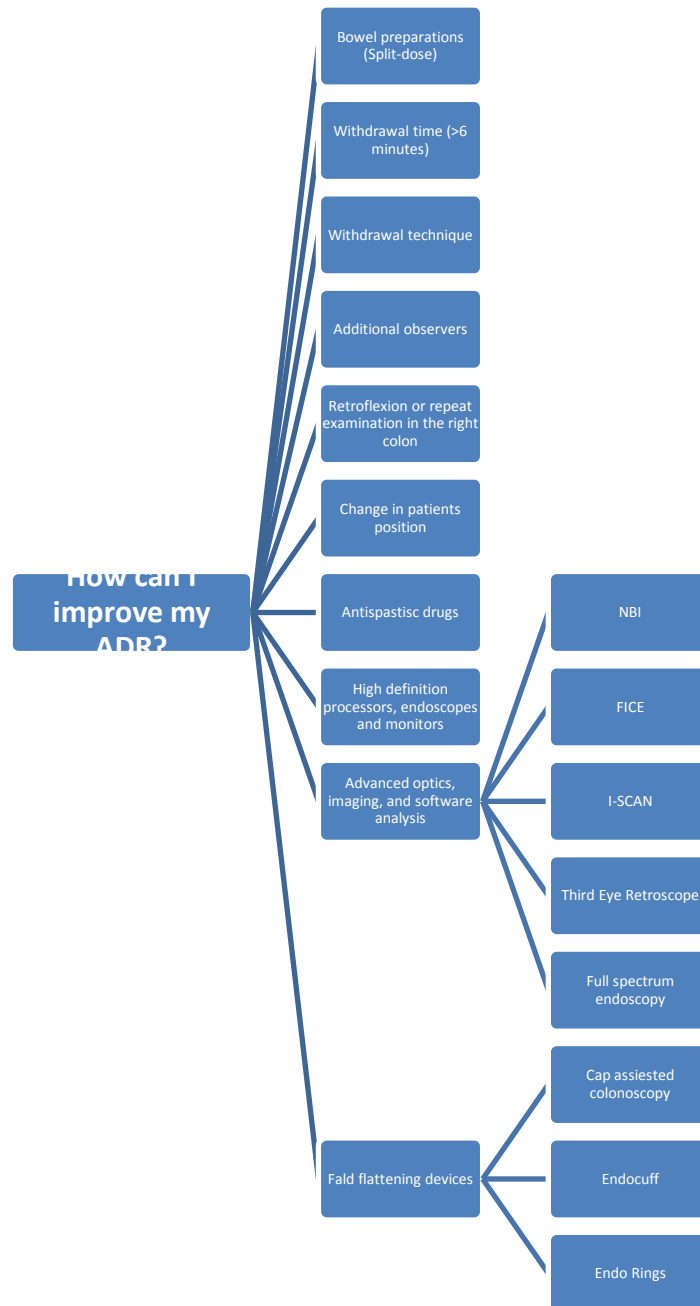 Bowel preparations
(Split-dose)
Withdrawal time (>6
minutes)
Withdrawal technique
Additional observers
Retroflexion or repeat
examination in the right
colon
Change in patients
position
How can I
improve my
ADR?
Antispastisc drugs
High definition
processors, endoscopes
and monitors
Advanced optics,
imaging, and software
analysis
NBI
FICE
I-SCAN
Third Eye Retroscope
Full spectrum
endoscopy
Fald flattening devices
Cap assiested
colonoscopy
Endocuff
Endo Rings